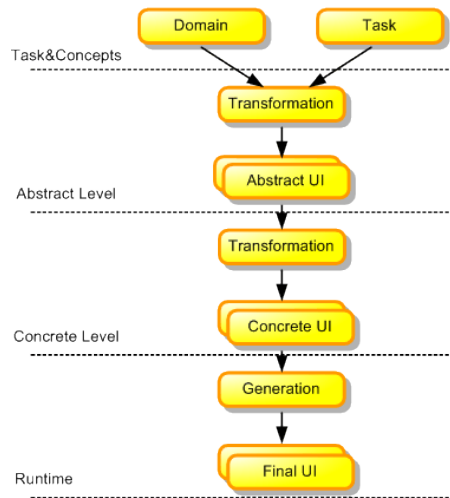 Domain
Task
Task&Concepts
Transformation
Abstract UI
Abstract Level
Transformation
Concrete UI
Concrete Level
Generation
Final UI
Runtime